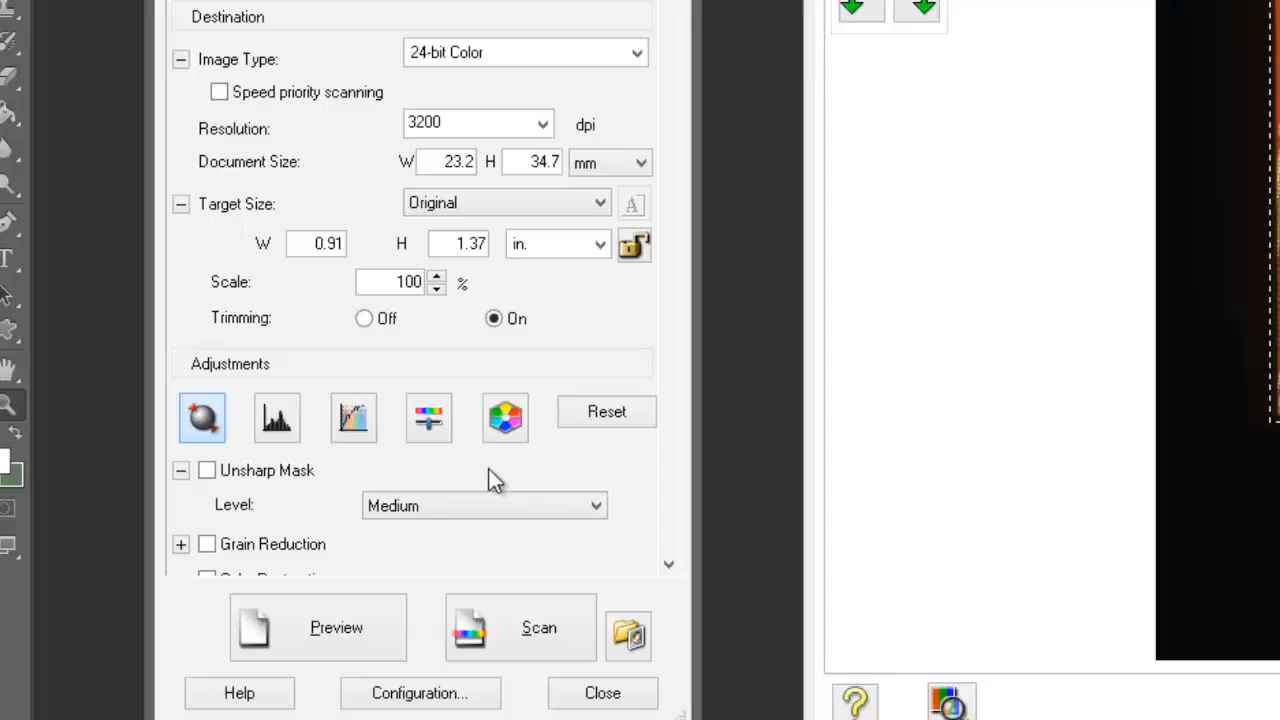 Destination
Image Type: 24-bit Color
Speed priority scanning
Resolution: 3200 dpi
Document Size: W 23.2 H 34.7 mm
Target Size: Original
W 0.91 H 1.37 in.
Scale: 100 %
Trimming: Off On
Adjustments
Reset
Unsharp Mask
Level: Medium
Grain Reduction
Preview Scan
Help Configuration... Close